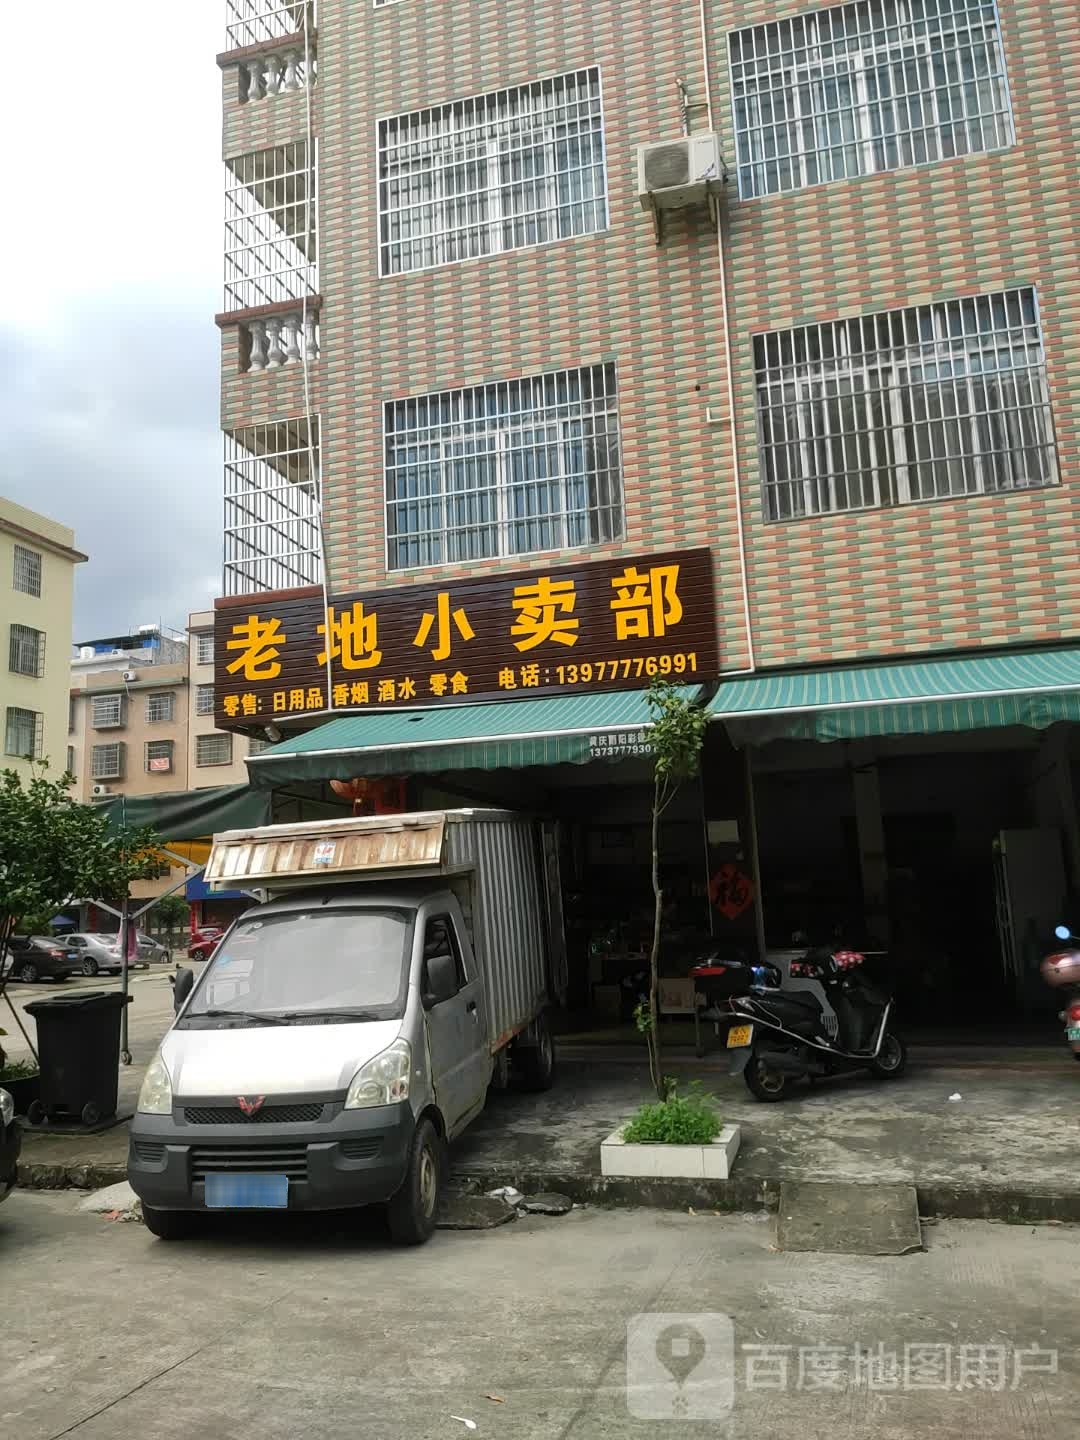 老地小卖部
零售: 日用品 香烟 酒水 零食 电话:13977776991
1373777930
福
百度地图用户